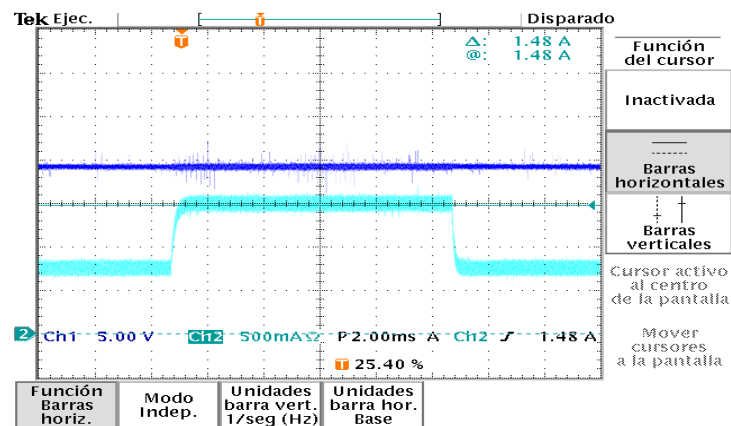 Tek Ejec. Disparado
T
T
Δ: 1.48 A
@: 1.48 A
Función
del cursor
Inactivada
Barras
horizontales
Barras
verticales
Cursor activo
al centro
de la pantalla
Mover
cursores
a la pantalla
2
Ch1 5.00 V Ch2 500mAΩ P2.00ms A Ch2 ʃ 1.48 A
T 25.40 %
Función
Barras
horiz.
Modo
Indep.
Unidades
barra vert.
1/seg (Hz)
Unidades
barra hor.
Base